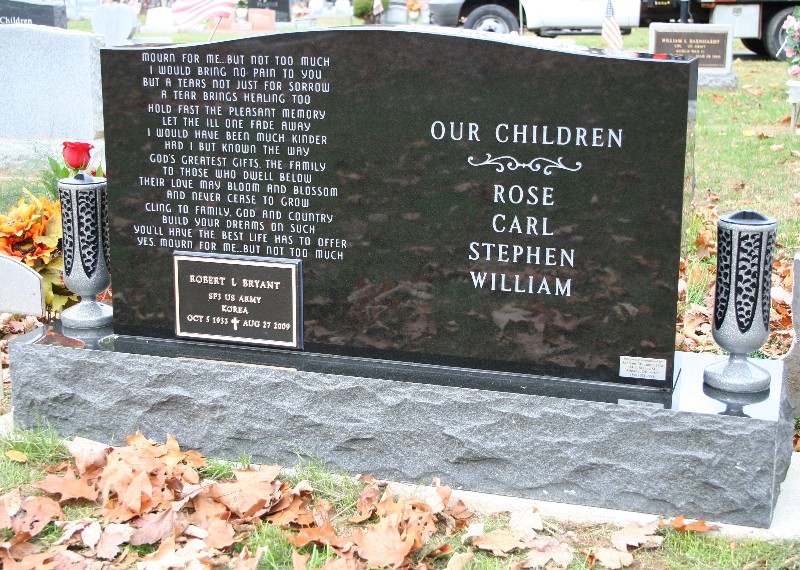 Children
MOURN FOR ME...BUT NOT TOO MUCH
I WOULD BRING NO PAIN TO YOU
BUT A TEARS NOT JUST FOR SORROW
A TEAR BRINGS HEALING TOO
HOLD FAST THE PLEASANT MEMORY
LET THE ILL ONE FADE AWAY
I WOULD HAVE BEEN MUCH KINDER
HAD I BUT KNOWN THE WAY
GOD'S GREATEST GIFTS, THE FAMILY
TO THOSE WHO DWELL BELOW
THEIR LOVE MAY BLOOM AND BLOSSOM
AND NEVER CEASE TO GROW
CLING TO FAMILY, GOD AND COUNTRY
BUILD YOUR DREAMS ON SUCH
YOU'LL HAVE THE BEST LIFE HAS TO OFFER
YES, MOURN FOR ME...BUT NOT TOO MUCH
ROBERT L BRYANT
SP3 US ARMY
KOREA
OCT 5 1933 ✝ AUG 27 2009
OUR CHILDREN
ROSE
CARL
STEPHEN
WILLIAM